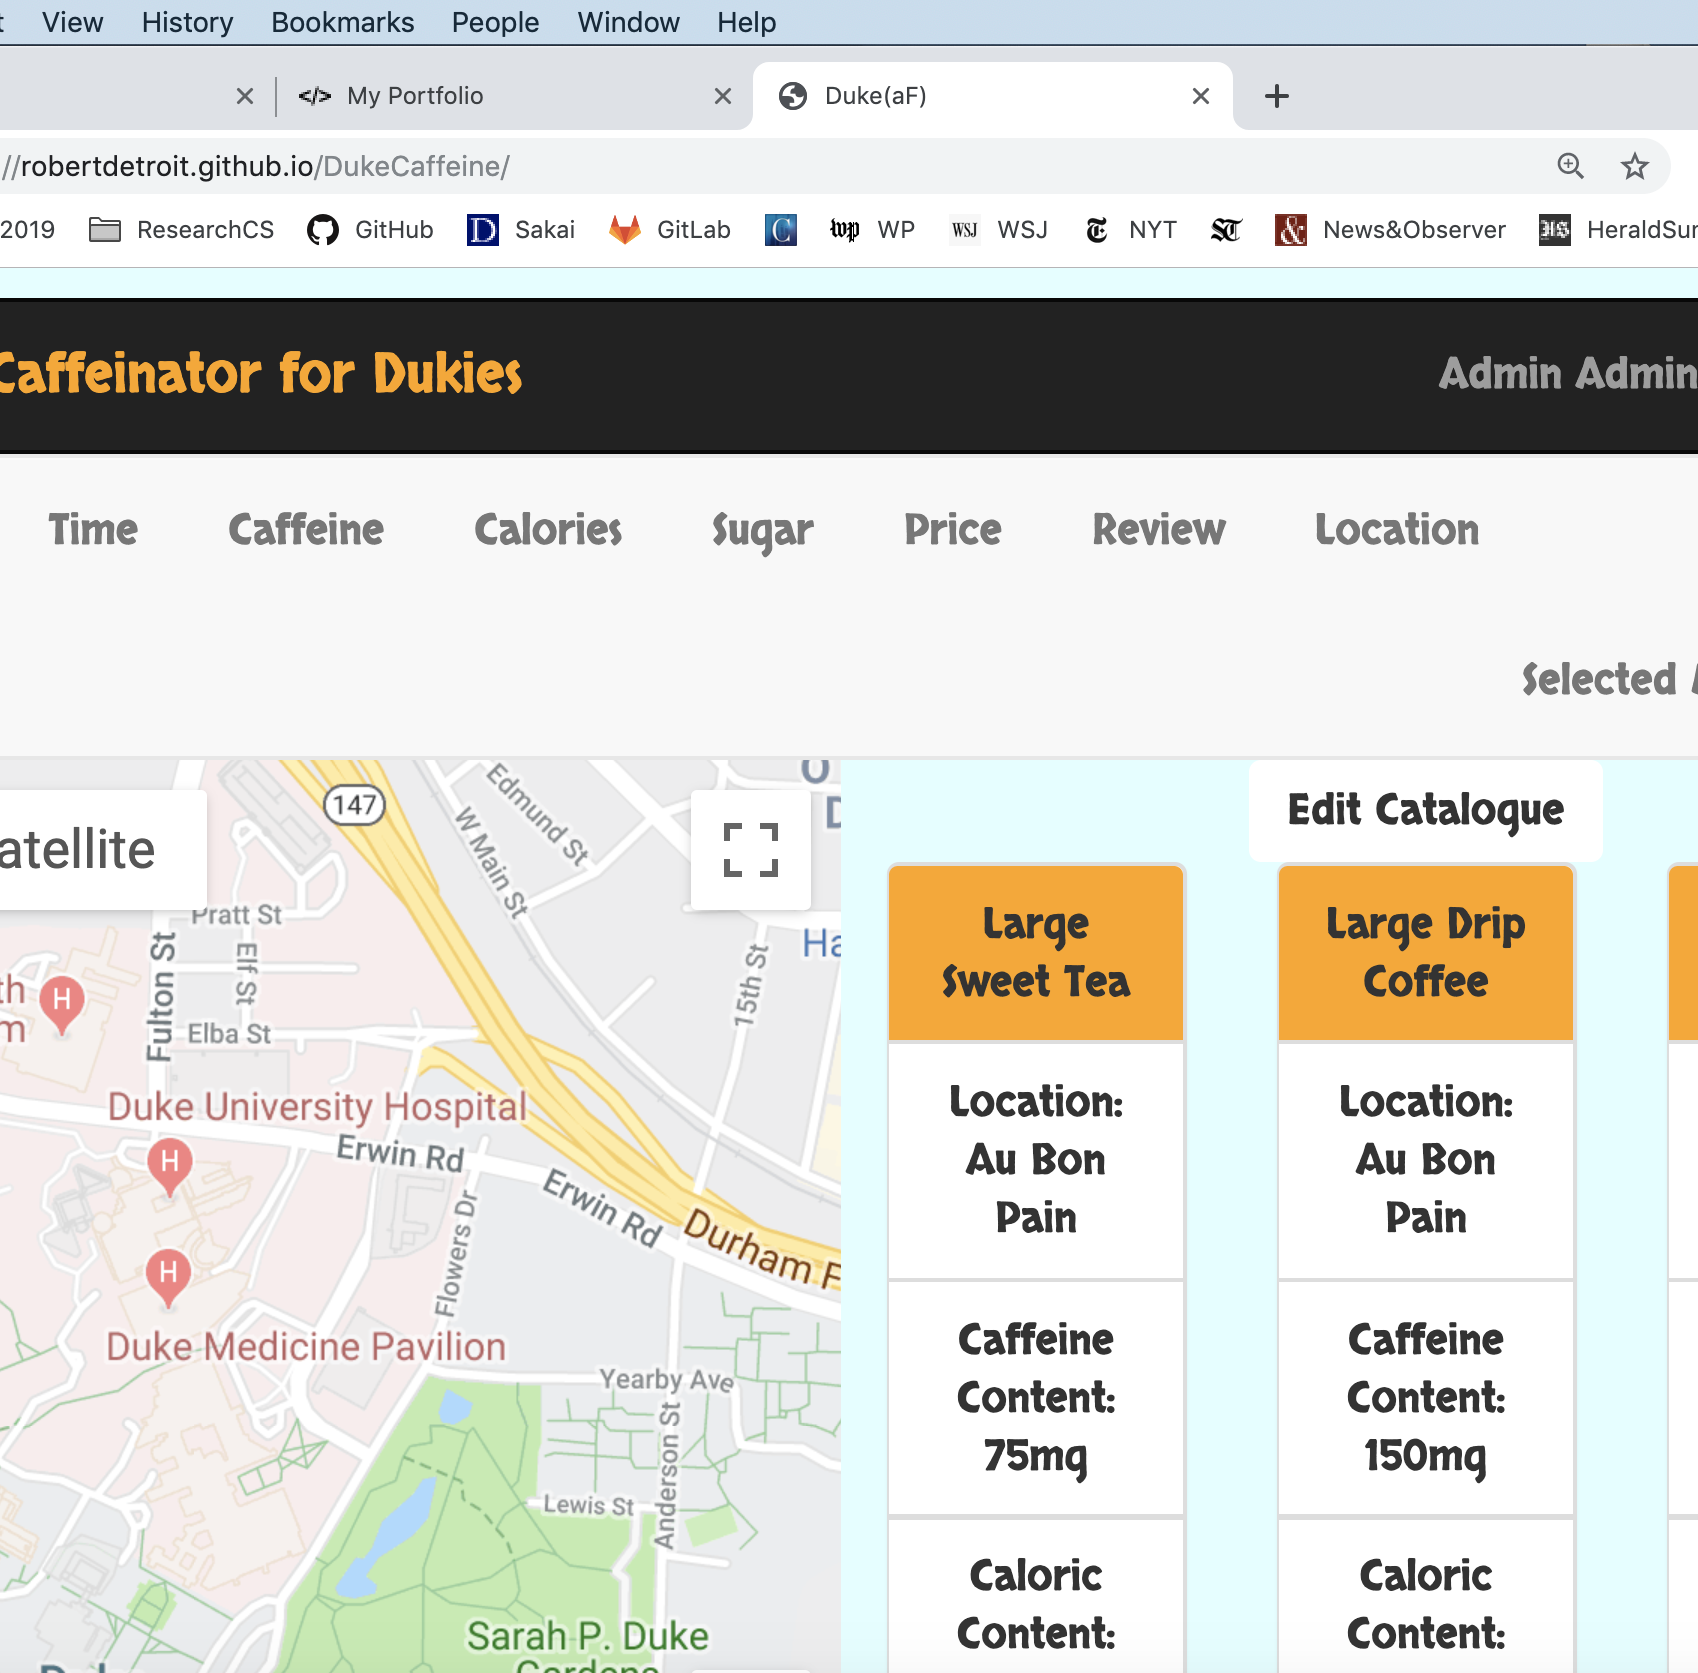 View History Bookmarks People Window Help
My Portfolio Duke(aF)
//robertdetroit.github.io/DukeCaffeine/
2019 ResearchCS GitHub Sakai GitLab WP WSJ NYT News&Observer HeraldSun
Caffeinator for Dukies
Admin Admin
Time Caffeine Calories Sugar Price Review Location
Selected
atellite
147
Edmund St
W Main St
Pratt St
Elf St
Fulton St
Elba St
15th St
Ha
th
m
H
Duke University Hospital
H
Erwin Rd
Erwin Rd
Durham F
Flowers Dr
H
Duke Medicine Pavilion
Yearby Ave
Anderson St
Lewis St
Sarah P. Duke
Gardens
Duke
Edit Catalogue
Large
Sweet Tea
Location:
Au Bon
Pain
Caffeine
Content:
75mg
Caloric
Content:
Large Drip
Coffee
Location:
Au Bon
Pain
Caffeine
Content:
150mg
Caloric
Content: